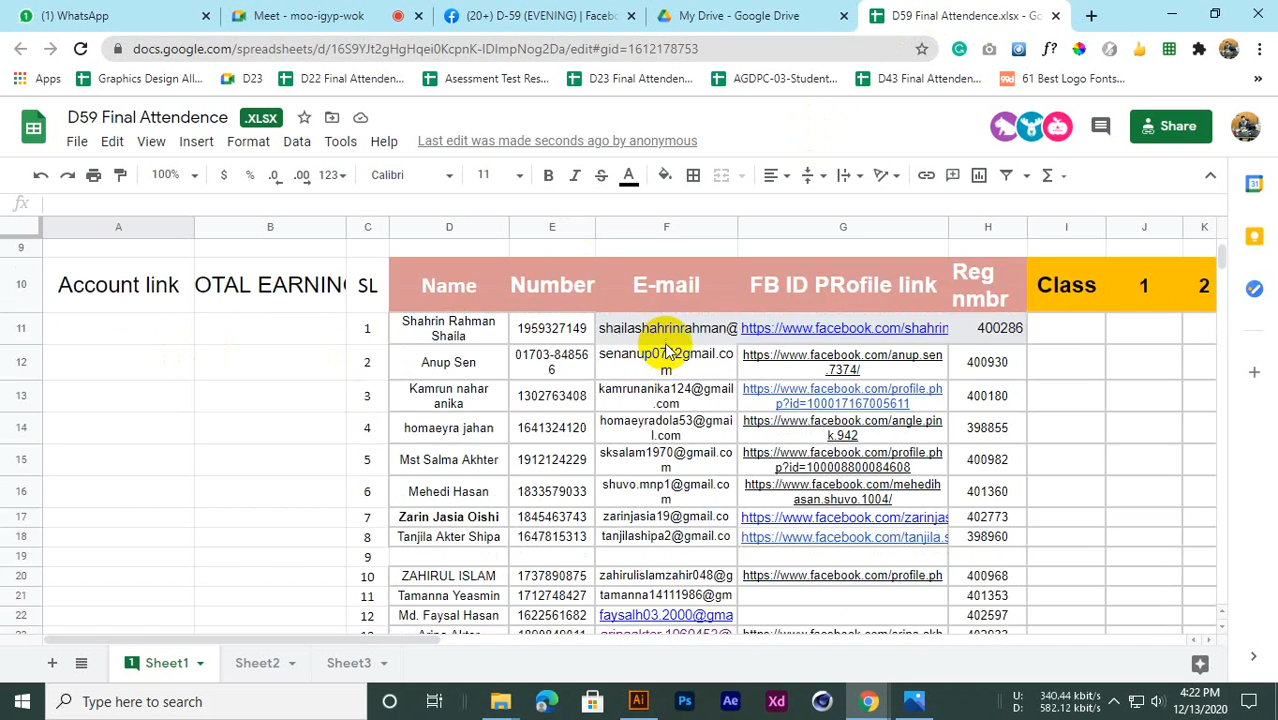 (1) WhatsApp
Meet - moo-igyp-wok
(20+) D-59 (EVENING) | Faceb
My Drive - Google Drive
D59 Final Attendence.xlsx - Goo
docs.google.com/spreadsheets/d/16S9YJt2gHgHqei0KcpnK-IDlmpNog2Da/edit#gid=1612178753
Apps
Graphics Design All...
D23
D22 Final Attenden...
Asessment Test Res...
D23 Final Attenden...
AGDPC-03-Student...
D43 Final Attenden...
61 Best Logo Fonts...
D59 Final Attendence .XLSX
Share
File Edit View Insert Format Data Tools Help Last edit was made seconds ago by anonymous
100% $ % .0 .00 123 Calibri 11 B I S A
fx
A B C D E F G H I J K
9
10 Account link OTAL EARNING SL Name Number E-mail FB ID PRofile link Reg nmbr Class 1 2
11 1 Shahrin Rahman Shaila 1959327149 shailashahrinrahman@ https://www.facebook.com/shahrin 400286
12 2 Anup Sen 01703-848566 https://www.facebook.com/anup.sen.7374/ 400930
13 3 Kamrun nahar anika 1302763408 kamrunanika124@gmail.com https://www.facebook.com/profile.php?id=100017167005611 400180
14 4 homaeyra jahan 1641324120 homaeyradola53@gmail.com https://www.facebook.com/angle.pink.942 398855
15 5 Mst Salma Akhter 1912124229 sksalam1970@gmail.com https://www.facebook.com/profile.php?id=100008800084608 400982
16 6 Mehedi Hasan 1833579033 shuvo.mnp1@gmail.com https://www.facebook.com/mehedihasan.shuvo.1004/ 401360
17 7 Zarin Jasia Oishi 1845463743 zarinjasia19@gmail.co https://www.facebook.com/zarinjas 402773
18 8 Tanjila Akter Shipa 1647815313 tanjilashipa2@gmail.co https://www.facebook.com/tanjila.s 398960
19 9
20 10 ZAHIRUL ISLAM 1737890875 zahirulislamzahir048@g https://www.facebook.com/profile.ph 400968
21 11 Tamanna Yeasmin 1712748427 tamanna14111986@gm 401353
22 12 Md. Faysal Hasan 1622561682 faysalh03.2000@gma 402597
Sheet1 Sheet2 Sheet3
Type here to search
U: 340.44 kbit/s
D: 582.12 kbit/s
4:22 PM
12/13/2020